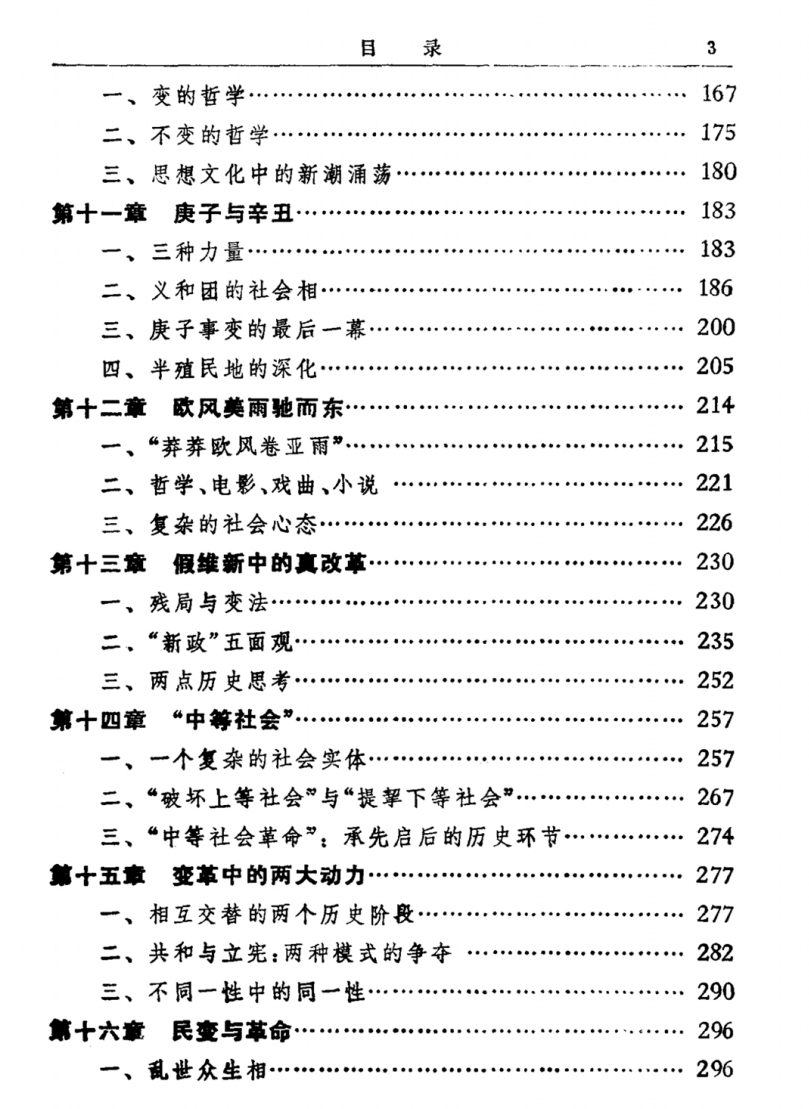 目 录 3
一、变的哲学…………………………………………… 167
二、不变的哲学………………………………………… 175
三、思想文化中的新潮涌荡…………………………… 180
第十一章 庚子与辛丑………………………………… 183
一、三种力量…………………………………………… 183
二、义和团的社会相…………………………………… 186
三、庚子事变的最后一幕……………………………… 200
四、半殖民地的深化…………………………………… 205
第十二章 欧风美雨驰而东…………………………… 214
一、“莽莽欧风卷亚雨”………………………………… 215
二、哲学、电影、戏曲、小说 ………………………… 221
三、复杂的社会心态…………………………………… 226
第十三章 假维新中的真改革………………………… 230
一、残局与变法………………………………………… 230
二、“新政”五面观……………………………………… 235
三、两点历史思考……………………………………… 252
第十四章 “中等社会”………………………………… 257
一、一个复杂的社会实体……………………………… 257
二、“破坏上等社会”与“提挈下等社会”……………… 267
三、“中等社会革命”：承先启后的历史环节………… 274
第十五章 变革中的两大动力………………………… 277
一、相互交替的两个历史阶段………………………… 277
二、共和与立宪：两种模式的争夺 …………………… 282
三、不同一性中的同一性……………………………… 290
第十六章 民变与革命………………………………… 296
一、乱世众生相………………………………………… 296